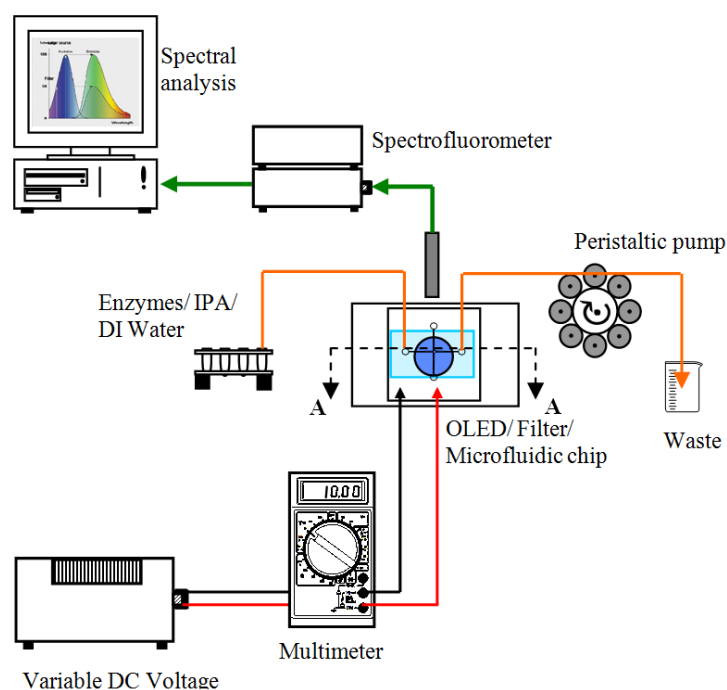 Spectral
analysis
Spectrofluorometer
Peristaltic pump
Enzymes/ IPA/
DI Water
A
A
OLED/ Filter/
Microfluidic chip
Waste
10.00
Multimeter
Variable DC Voltage